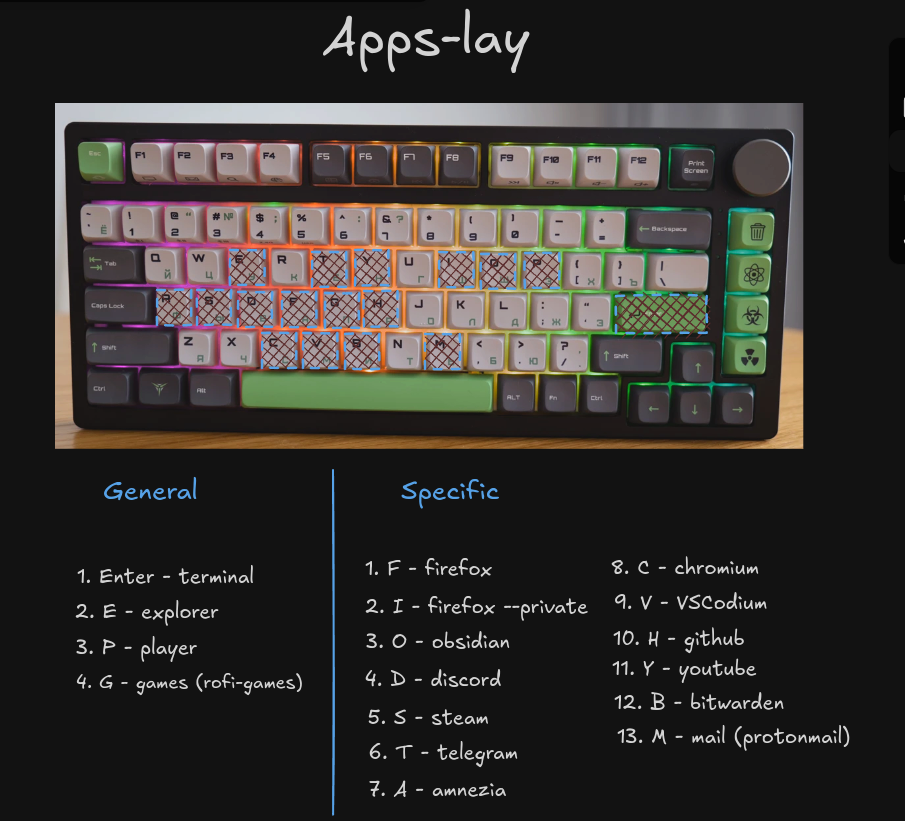 Apps-lay
Esc F1 F2 F3 F4 F5 F6 F7 F8 F9 F10 F11 F12 Print Screen
~ ` Ё ! 1 @ " 2 # № 3 $ ; 4 % 5 ^ : 6 & ? 7 * 8 ( 9 ) 0 _ - + = ← Backspace
Tab Q Й W Ц E R К T Y U Г I O P { [ Х } ] Ъ | \
Caps Lock A S D F G H J О K Л L Д : ; Ж " ' Э
↑ Shift Z Я X Ч C V B N Т M < , Б > . Ю ? / ↑ Shift ↑
Ctrl Alt ALT Fn Ctrl ← ↓ →
General
1. Enter - terminal
2. E - explorer
3. P - player
4. G - games (rofi-games)
Specific
1. F - firefox
2. I - firefox --private
3. O - obsidian
4. D - discord
5. S - steam
6. T - telegram
7. A - amnezia
8. C - chromium
9. V - VSCodium
10. H - github
11. Y - youtube
12. B - bitwarden
13. M - mail (protonmail)